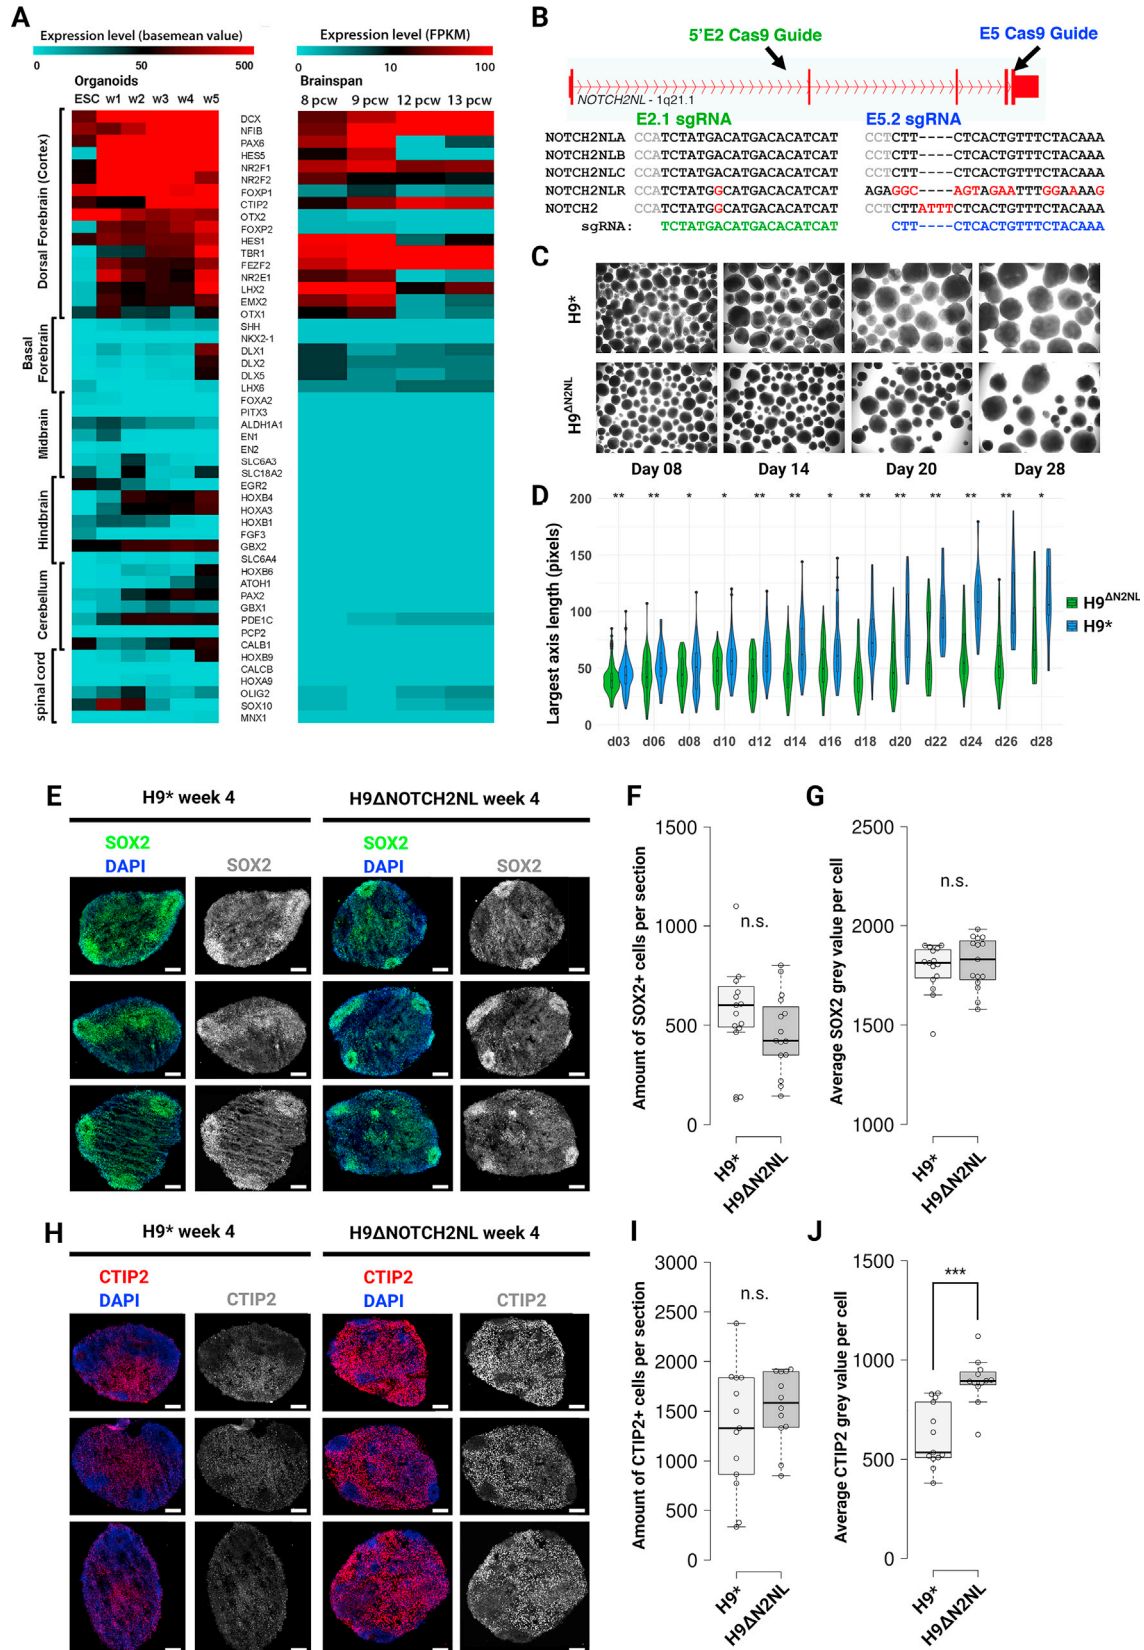 A
Expression level (basemean value)
0 50 500
Organoids
ESC w1 w2 w3 w4 w5
Expression level (FPKM)
0 10 100
Brainspan
8 pcw 9 pcw 12 pcw 13 pcw
Dorsal Forebrain (Cortex)
DCX
NFIB
PAX6
HES5
NR2F1
NR2F2
FOXP1
CTIP2
OTX2
FOXP2
HES1
TBR1
FEZF2
NR2E1
LHX2
EMX2
OTX1
Basal
Forebrain
SHH
NKX2-1
DLX1
DLX2
DLX5
LHX6
Midbrain
FOXA2
PITX3
ALDH1A1
EN1
EN2
SLC6A3
SLC18A2
Hindbrain
EGR2
HOXB4
HOXA3
HOXB1
FGF3
GBX2
SLC6A4
Cerebellum
HOXB6
ATOH1
PAX2
GBX1
PDE1C
PCP2
CALB1
spinal cord
HOXB9
CALCB
HOXA9
OLIG2
SOX10
MNX1
B
5'E2 Cas9 Guide E5 Cas9 Guide
NOTCH2NL - 1q21.1
E2.1 sgRNA E5.2 sgRNA
NOTCH2NLA CCATCTATGACATGACACATCAT CCTCTT----CTCACTGTTTCTACAAA
NOTCH2NLB CCATCTATGACATGACACATCAT CCTCTT----CTCACTGTTTCTACAAA
NOTCH2NLC CCATCTATGACATGACACATCAT CCTCTT----CTCACTGTTTCTACAAA
NOTCH2NLR CCATCTATGGCATGACACATCAT AGAGGC----AGTAGAATTTGGAAAAG
NOTCH2 CCATCTATGGCATGACACATCAT CCTCTTATTTCTCACTGTTTCTACAAA
sgRNA: TCTATGACATGACACATCAT CTT----CTCACTGTTTCTACAAA
C
H9*
H9ΔN2NL
Day 08 Day 14 Day 20 Day 28
D
Largest axis length (pixels)
200
150
100
50
0
** ** * * ** ** * ** ** ** ** ** *
d03 d06 d08 d10 d12 d14 d16 d18 d20 d22 d24 d26 d28
H9ΔN2NL
H9*
E
H9* week 4 H9ΔNOTCH2NL week 4
SOX2 SOX2
DAPI SOX2 DAPI SOX2
F
Amount of SOX2+ cells per section
1500
1000
500
0
n.s.
H9* H9ΔN2NL
G
Average SOX2 grey value per cell
2500
2000
1500
1000
n.s.
H9* H9ΔN2NL
H
H9* week 4 H9ΔNOTCH2NL week 4
CTIP2 CTIP2
DAPI CTIP2 DAPI CTIP2
I
Amount of CTIP2+ cells per section
3000
2500
2000
1500
1000
500
0
n.s.
H9* H9ΔN2NL
J
Average CTIP2 grey value per cell
1500
1000
500
0
***
H9* H9ΔN2NL